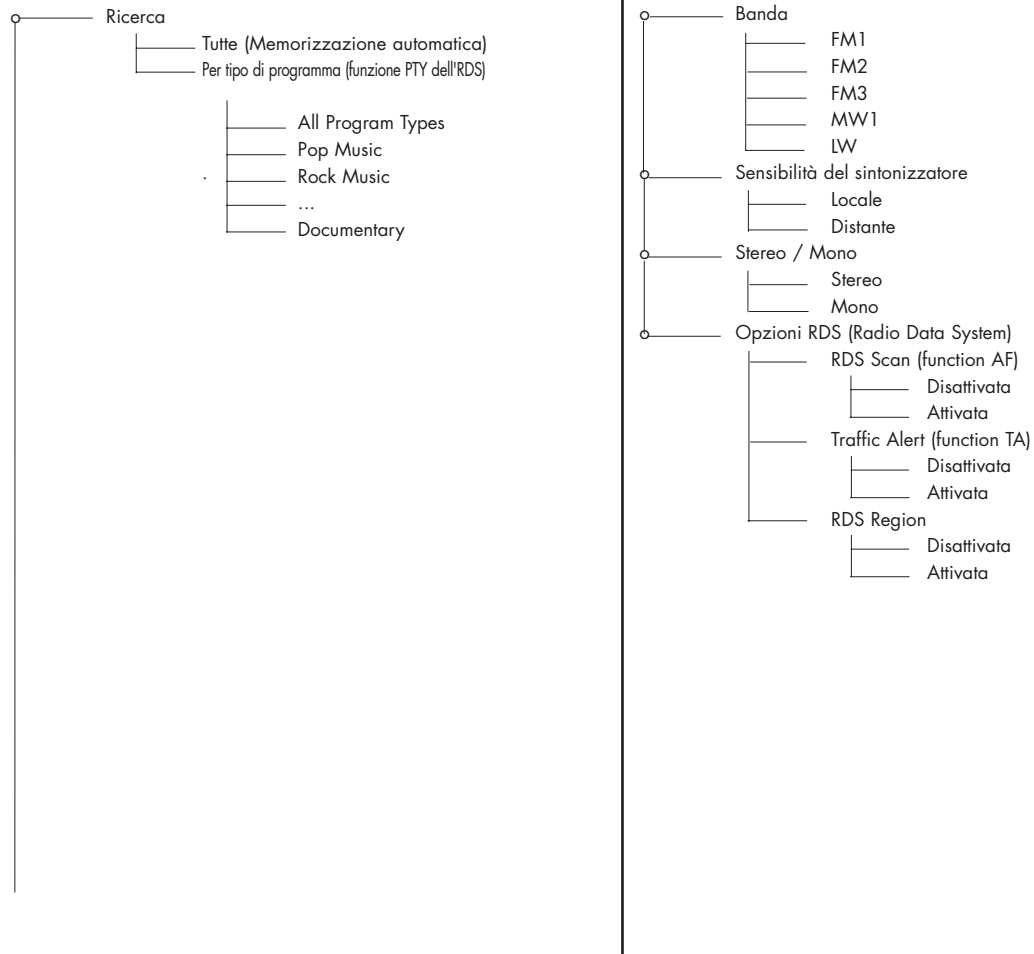 Ricerca
Tutte (Memorizzazione automatica)
Per tipo di programma (funzione PTY dell'RDS)
All Program Types
Pop Music
Rock Music
...
Documentary
Banda
FM1
FM2
FM3
MW1
LW
Sensibilità del sintonizzatore
Locale
Distante
Stereo / Mono
Stereo
Mono
Opzioni RDS (Radio Data System)
RDS Scan (function AF)
Disattivata
Attivata
Traffic Alert (function TA)
Disattivata
Attivata
RDS Region
Disattivata
Attivata